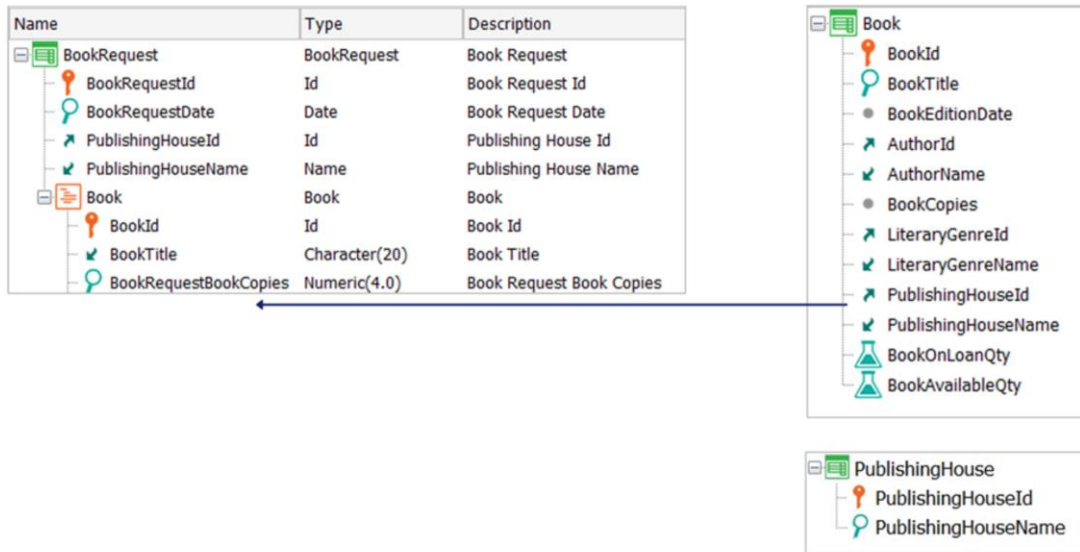 Name Type Description
BookRequest BookRequest Book Request
BookRequestId Id Book Request Id
BookRequestDate Date Book Request Date
PublishingHouseId Id Publishing House Id
PublishingHouseName Name Publishing House Name
Book Book Book
BookId Id Book Id
BookTitle Character(20) Book Title
BookRequestBookCopies Numeric(4.0) Book Request Book Copies
Book
BookId
BookTitle
BookEditionDate
AuthorId
AuthorName
BookCopies
LiteraryGenreId
LiteraryGenreName
PublishingHouseId
PublishingHouseName
BookOnLoanQty
BookAvailableQty
PublishingHouse
PublishingHouseId
PublishingHouseName